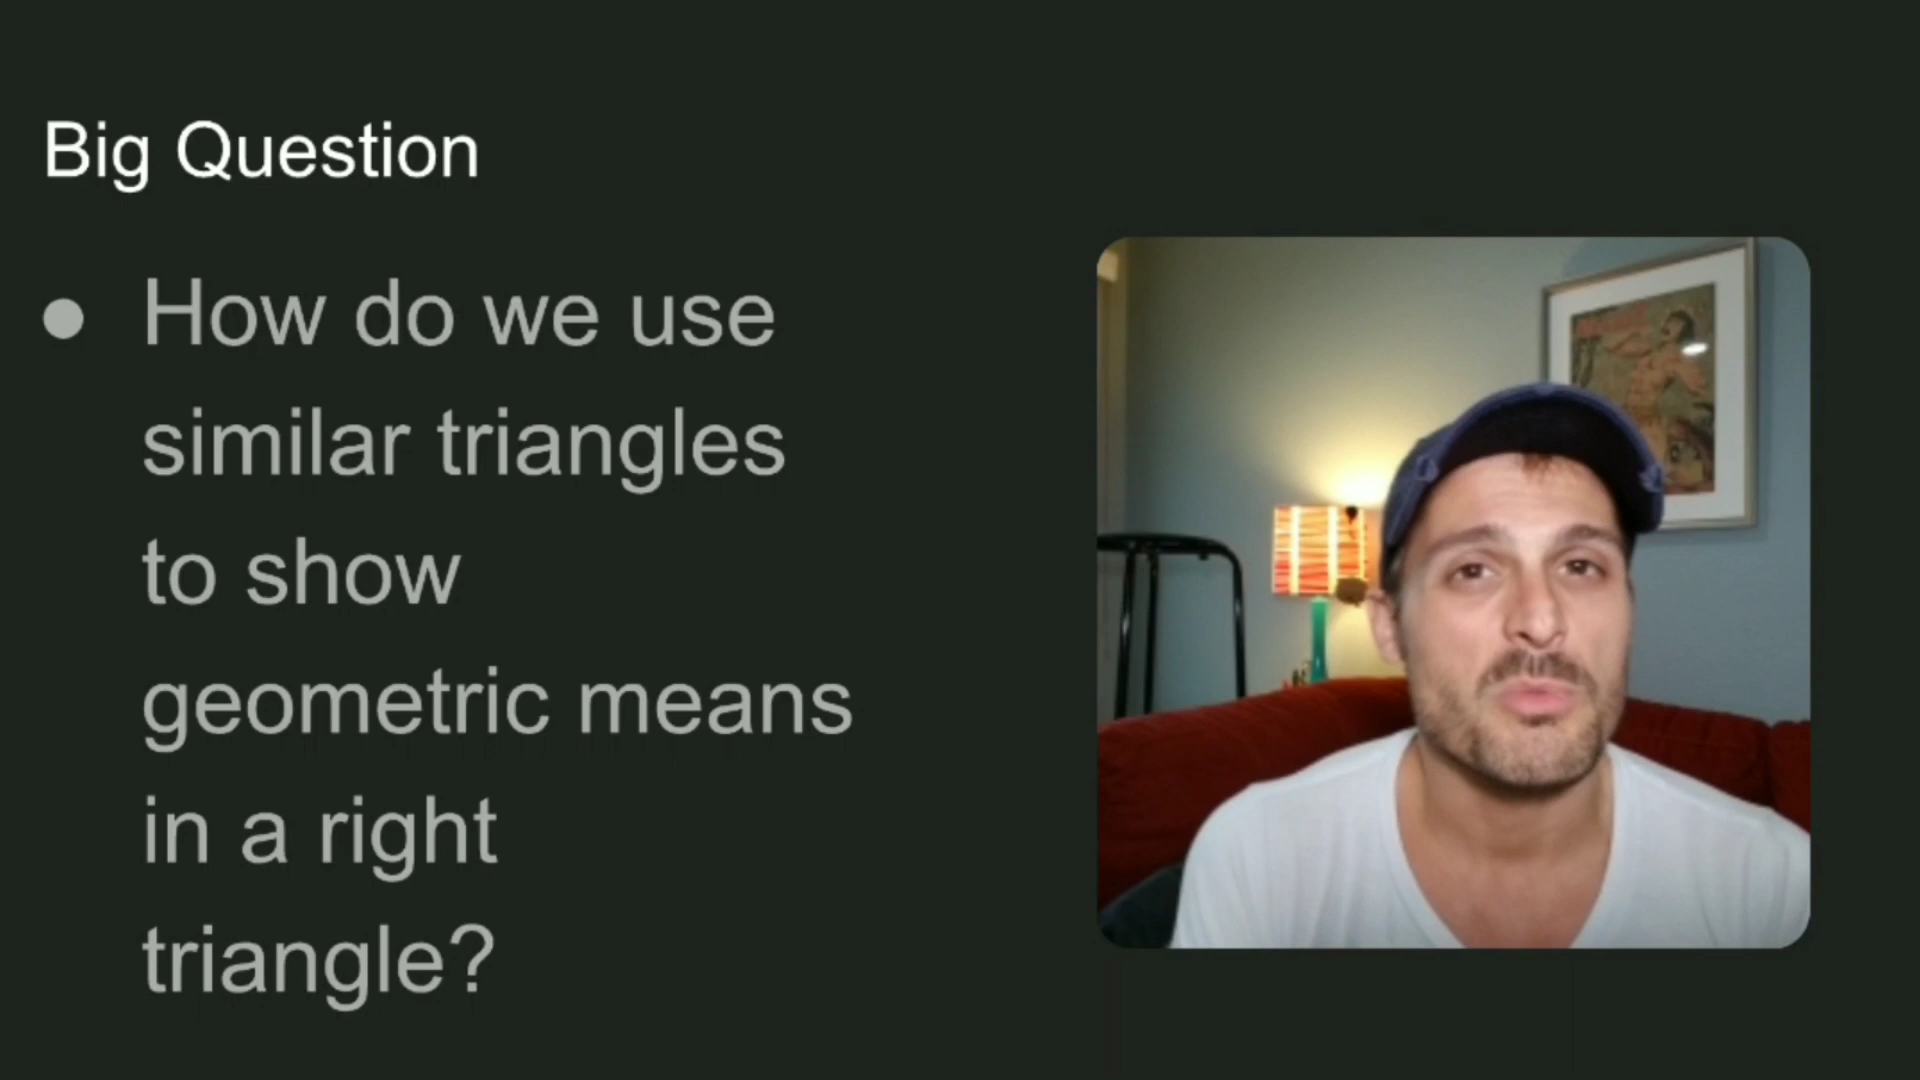 Big Question
● How do we use
similar triangles
to show
geometric means
in a right
triangle?